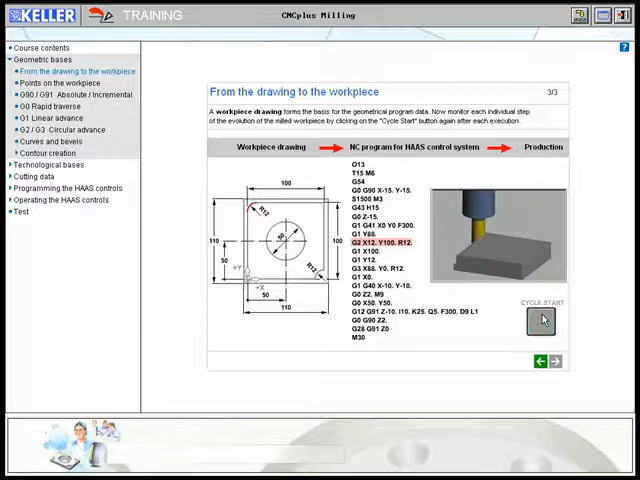 KELLER
TRAINING
CNCplus Milling
?
Course contents
Geometric bases
From the drawing to the workpiece
Points on the workpiece
G90 / G91 Absolute / Incremental
G0 Rapid traverse
G1 Linear advance
G2 / G3 Circular advance
Curves and bevels
Contour creation
Technological bases
Cutting data
Programming the HAAS controls
Operating the HAAS controls
Test
From the drawing to the workpiece
3/3
A workpiece drawing forms the basis for the geometrical program data. Now monitor each individual step
of the evolution of the milled workpiece by clicking on the "Cycle Start" button again after each execution.
Workpiece drawing
NC program for HAAS control system
Production
100
R12
110
50
+Y
50
100
R12
+X
50
110
O13
T15 M6
G54
G0 G90 X-15. Y-15.
S1500 M3
G43 H15
G0 Z-15.
G1 G41 X0 Y0 F300.
G1 Y88.
G2 X12. Y100. R12.
G1 X100.
G1 Y12.
G3 X88. Y0. R12.
G1 X0.
G1 G40 X-10. Y-10.
G0 Z2. M9
G0 X50. Y50.
G12 G91 Z-10. I10. K25. Q5. F300. D9 L1
G0 G90 Z2.
G28 G91 Z0
M30
CYCLE START